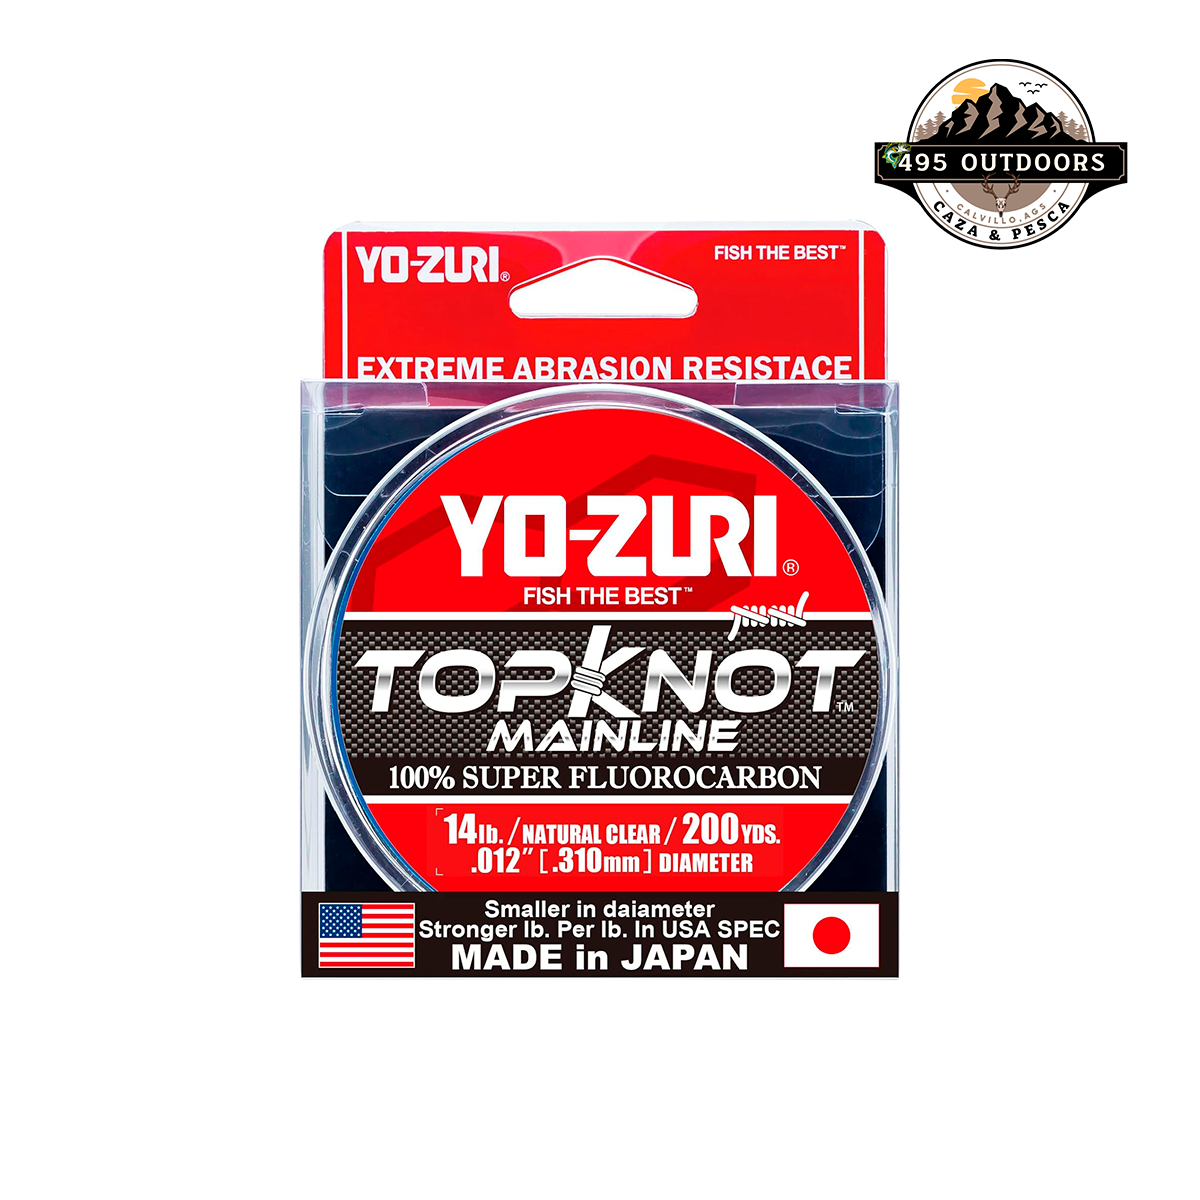 495 OUTDOORS
CALVILLO, AGS
CAZA & PESCA
YO-ZURI®
FISH THE BEST™
EXTREME ABRASION RESISTACE
YO-ZURI®
FISH THE BEST™
TOPKNOT™
MAINLINE
100% SUPER FLUOROCARBON
14lb. / NATURAL CLEAR / 200YDS.
.012” [.310mm] DIAMETER
Smaller in daiameter
Stronger lb. Per lb. In USA SPEC
MADE in JAPAN